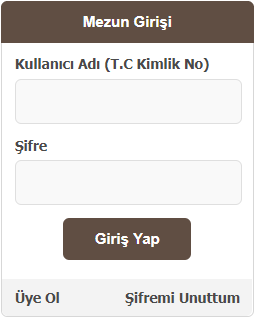 Mezun Girişi
Kullanıcı Adı (T.C Kimlik No)
Şifre
Giriş Yap
Üye Ol Şifremi Unuttum